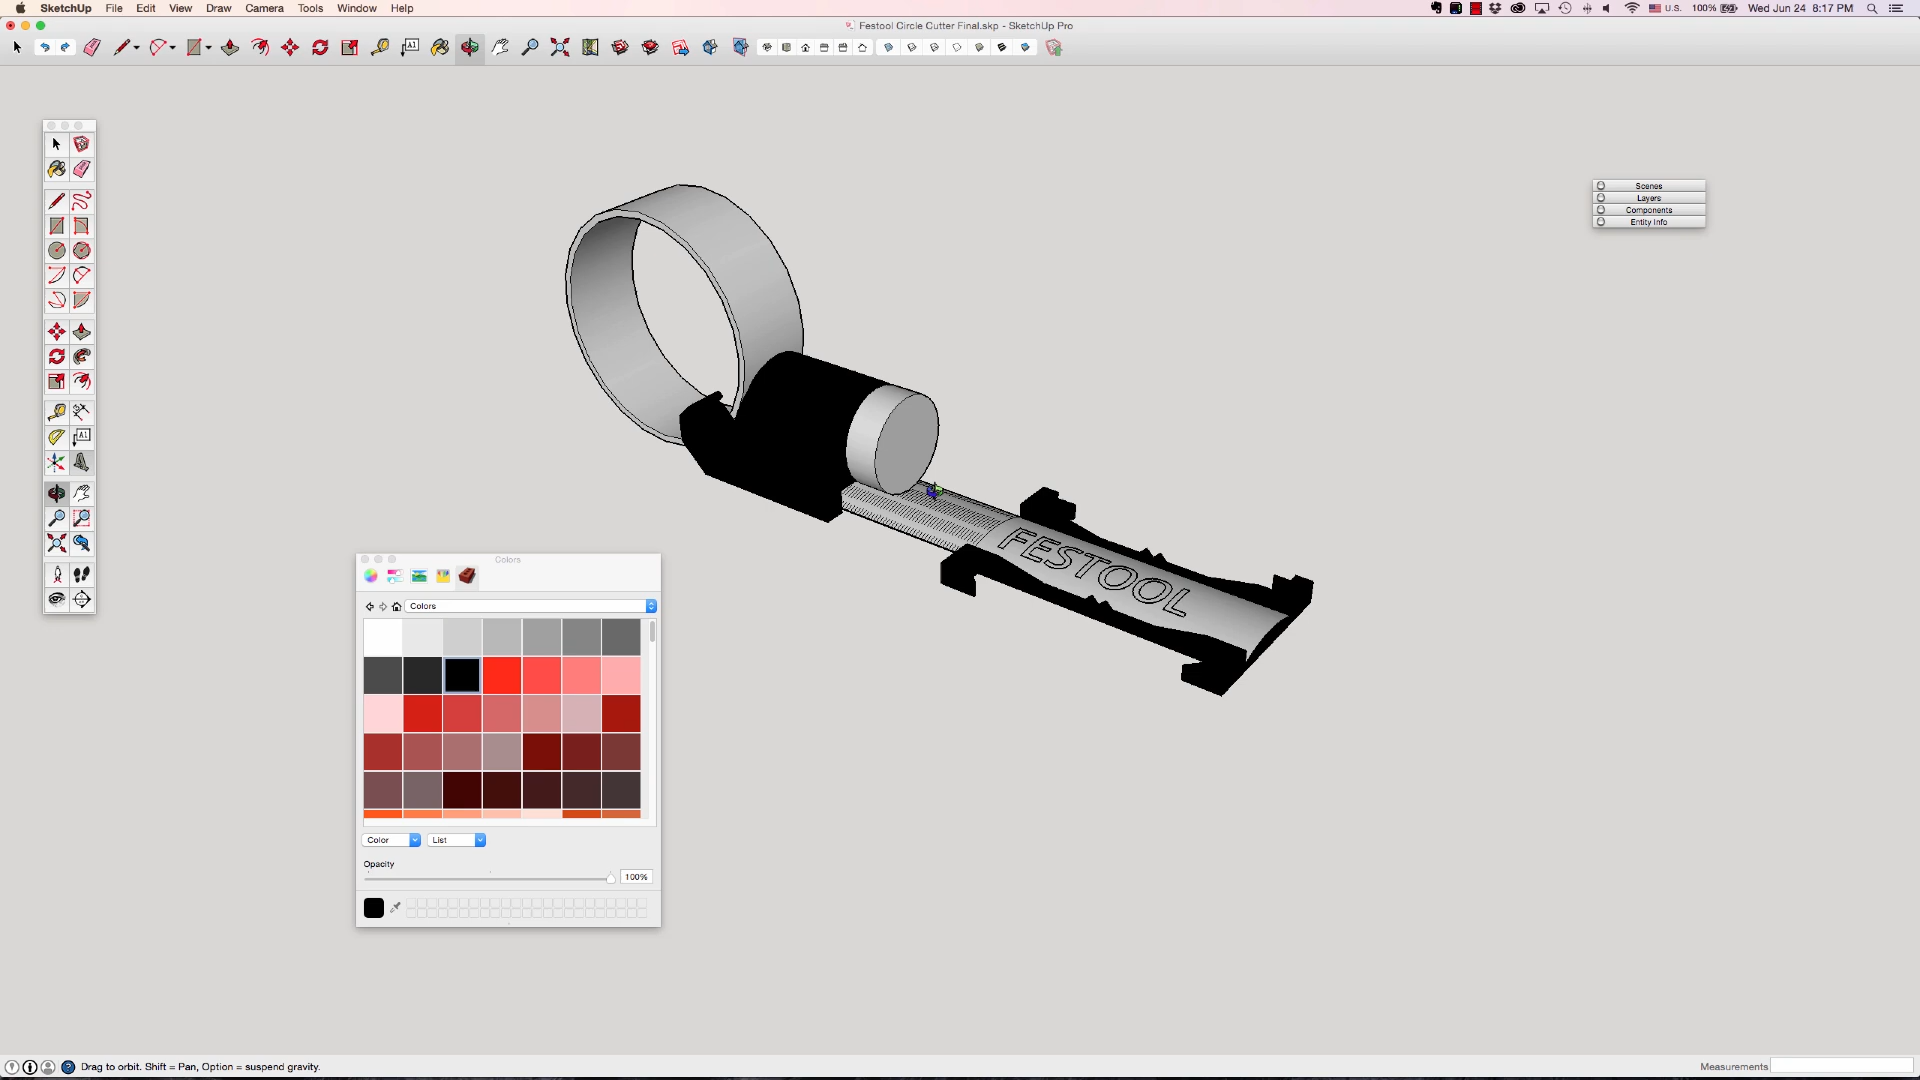 SketchUp File Edit View Draw Camera Tools Window Help
U.S. 100% Wed Jun 24 8:17 PM
Festool Circle Cutter Final.skp - SketchUp Pro
A1
A1
Scenes
Layers
Components
Entity Info
FESTOOL
Colors
Colors
Color List
Opacity
100%
Drag to orbit. Shift = Pan, Option = suspend gravity.
Measurements